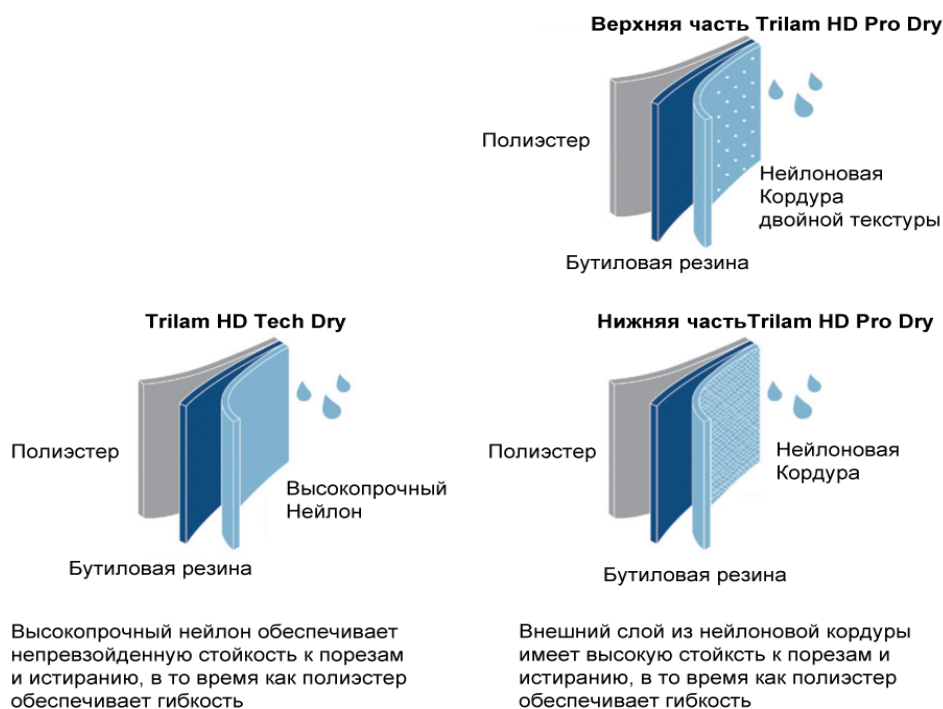 Верхняя часть Trilam HD Pro Dry
Полиэстер
Нейлоновая
Кордура
двойной текстуры
Бутиловая резина
Trilam HD Tech Dry
Полиэстер
Высокопрочный
Нейлон
Бутиловая резина
Высокопрочный нейлон обеспечивает
непревзойденную стойкость к порезам
и истиранию, в то время как полиэстер
обеспечивает гибкость
Нижняя частьTrilam HD Pro Dry
Полиэстер
Нейлоновая
Кордура
Бутиловая резина
Внешний слой из нейлоновой кордуры
имеет высокую стойксть к порезам и
истиранию, в то время как полиэстер
обеспечивает гибкость